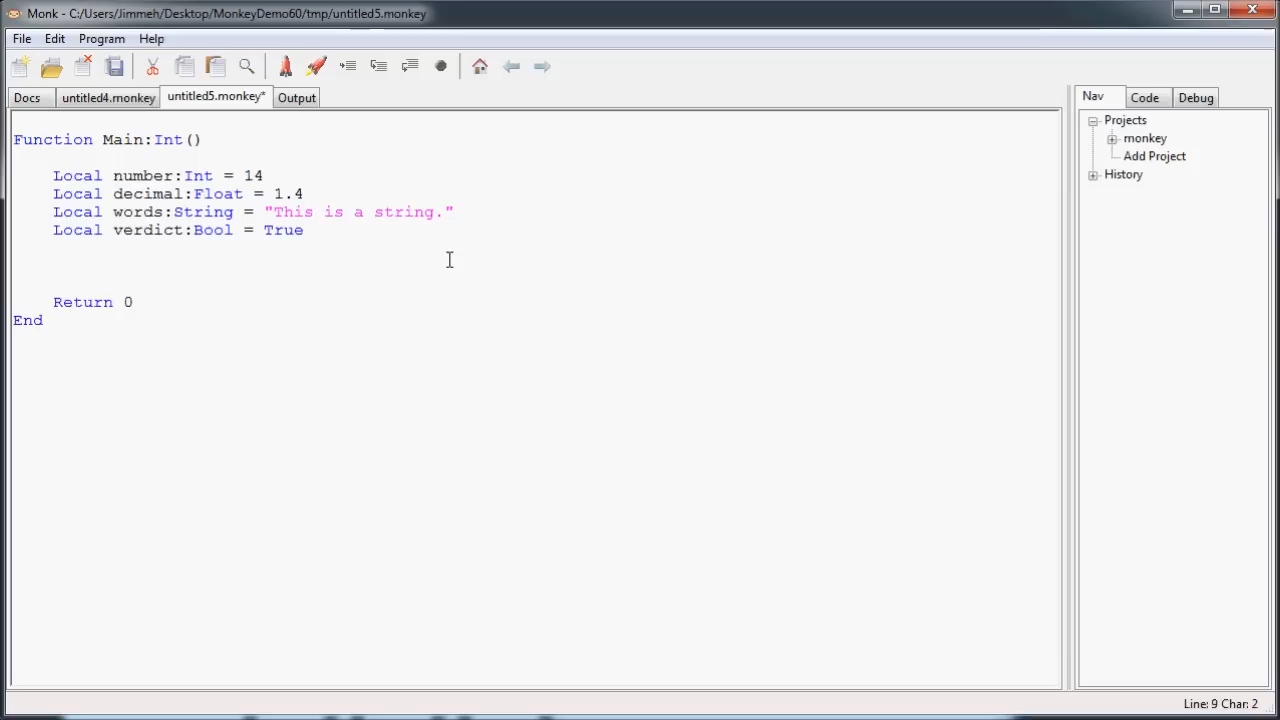 Monk - C:/Users/Jimmeh/Desktop/MonkeyDemo60/tmp/untitled5.monkey
File Edit Program Help
Docs untitled4.monkey untitled5.monkey* Output
Nav Code Debug
Function Main:Int()
Local number:Int = 14
Local decimal:Float = 1.4
Local words:String = "This is a string."
Local verdict:Bool = True
Return 0
End
Projects
monkey
Add Project
History
Line: 9 Char: 2